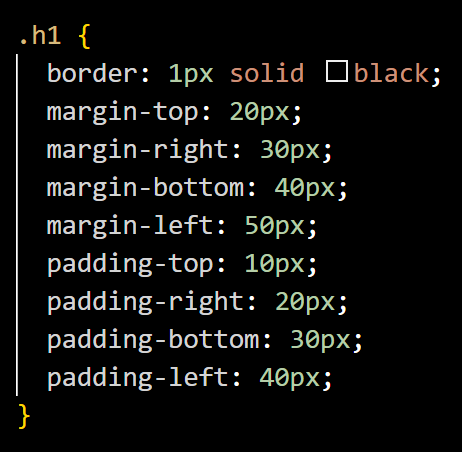 .h1 {
border: 1px solid black;
margin-top: 20px;
margin-right: 30px;
margin-bottom: 40px;
margin-left: 50px;
padding-top: 10px;
padding-right: 20px;
padding-bottom: 30px;
padding-left: 40px;
}